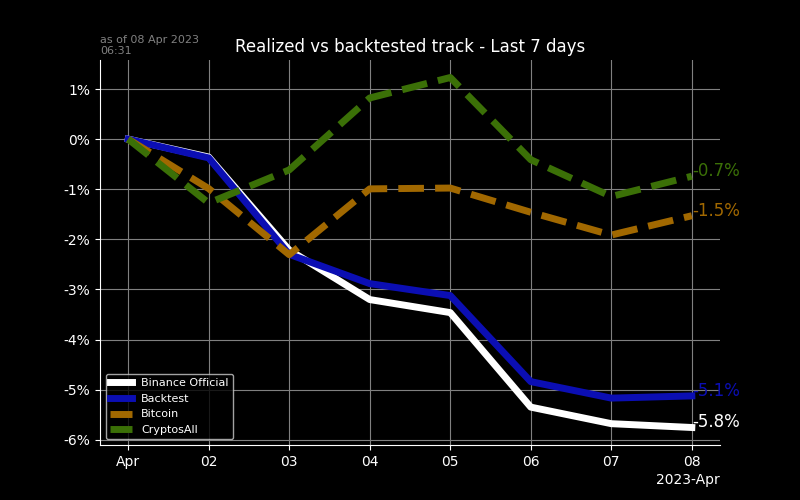 as of 08 Apr 2023
06:31
Realized vs backtested track - Last 7 days
1%
0%
-1%
-2%
-3%
-4%
-5%
-6%
-0.7%
-1.5%
-5.1%
-5.8%
Binance Official
Backtest
Bitcoin
CryptosAll
Apr 02 03 04 05 06 07 08
2023-Apr